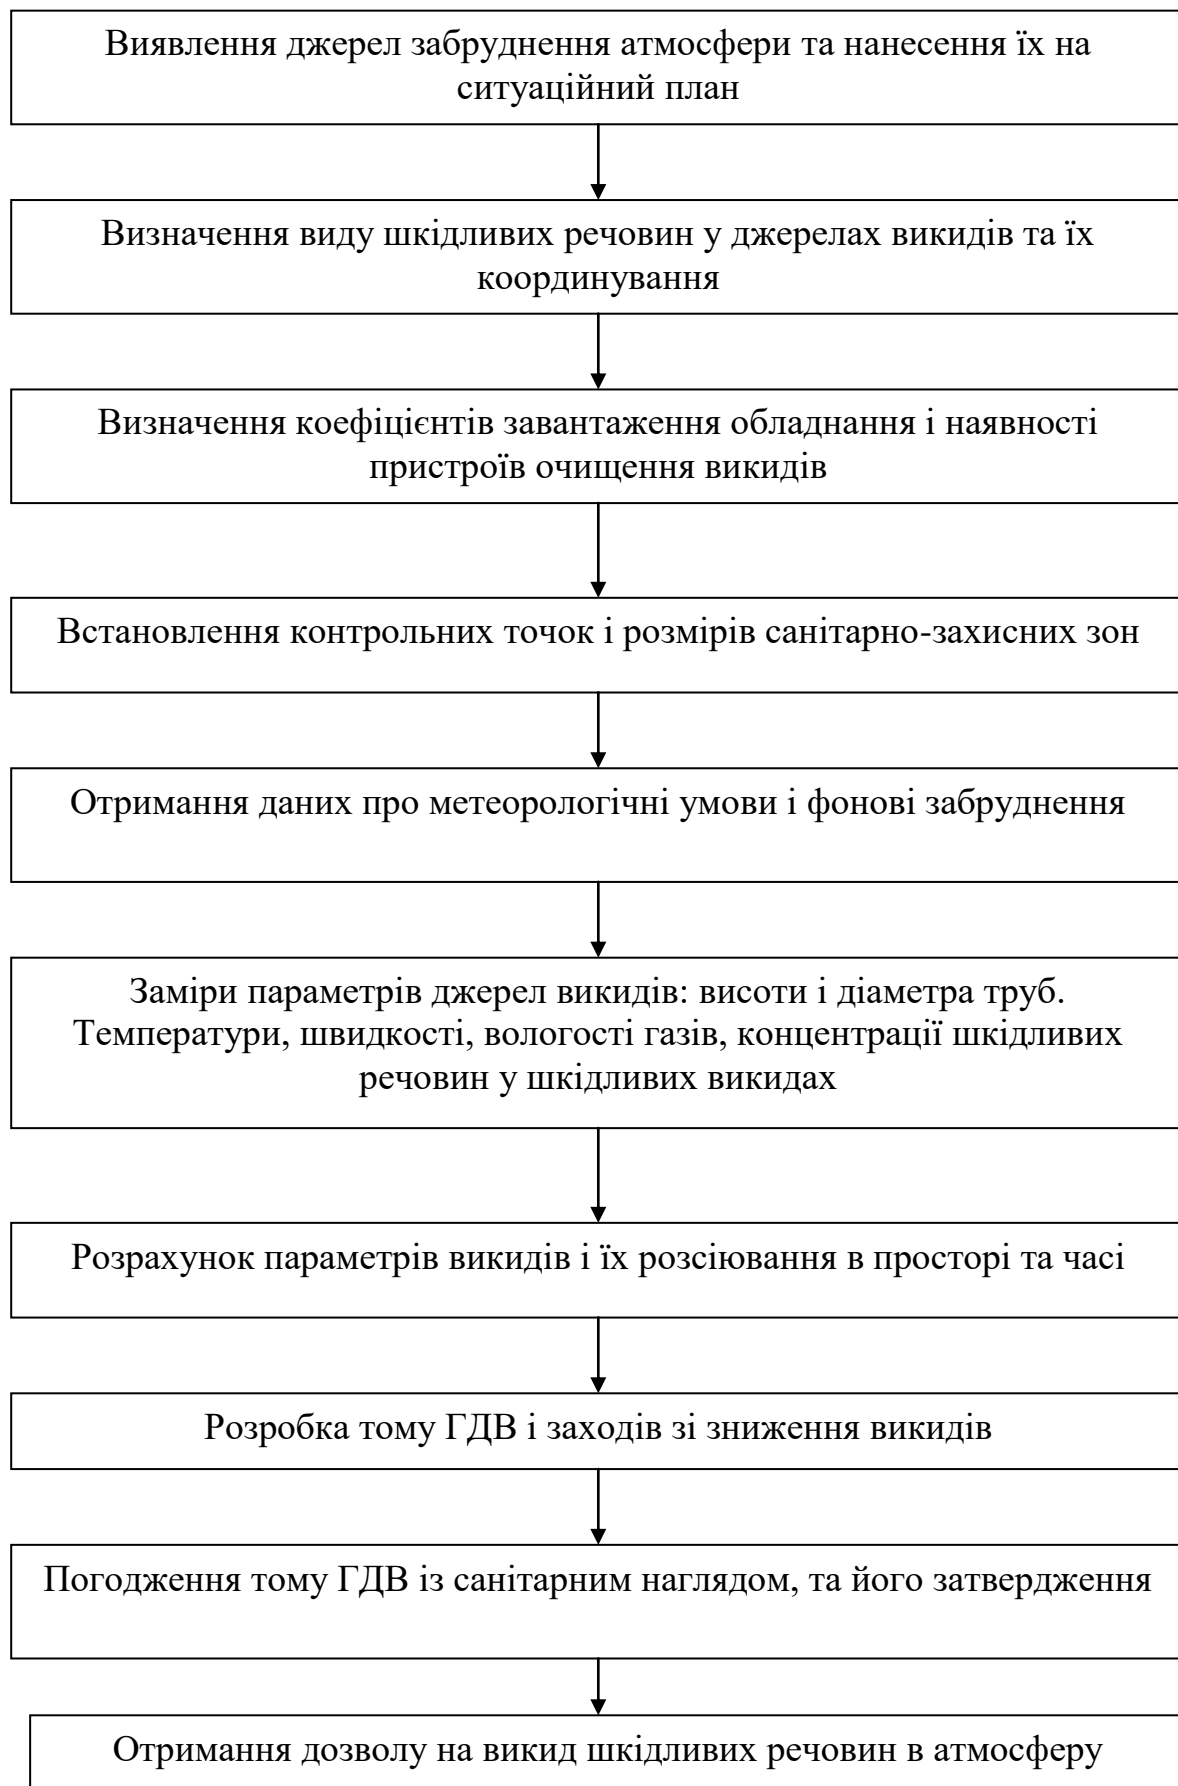 Виявлення джерел забруднення атмосфери та нанесення їх на
ситуаційний план
Визначення виду шкідливих речовин у джерелах викидів та їх
координування
Визначення коефіцієнтів завантаження обладнання і наявності
пристроїв очищення викидів
Встановлення контрольних точок і розмірів санітарно-захисних зон
Отримання даних про метеорологічні умови і фонові забруднення
Заміри параметрів джерел викидів: висоти і діаметра труб.
Температури, швидкості, вологості газів, концентрації шкідливих
речовин у шкідливих викидах
Розрахунок параметрів викидів і їх розсіювання в просторі та часі
Розробка тому ГДВ і заходів зі зниження викидів
Погодження тому ГДВ із санітарним наглядом, та його затвердження
Отримання дозволу на викид шкідливих речовин в атмосферу